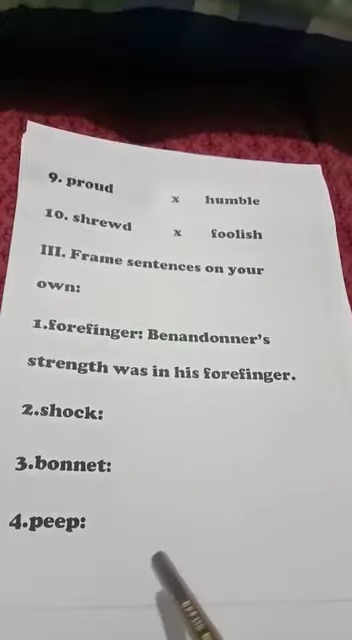 9. proud x humble
10. shrewd x foolish
III. Frame sentences on your
own:
1.forefinger: Benandonner's
strength was in his forefinger.
2.shock:
3.bonnet:
4.peep: